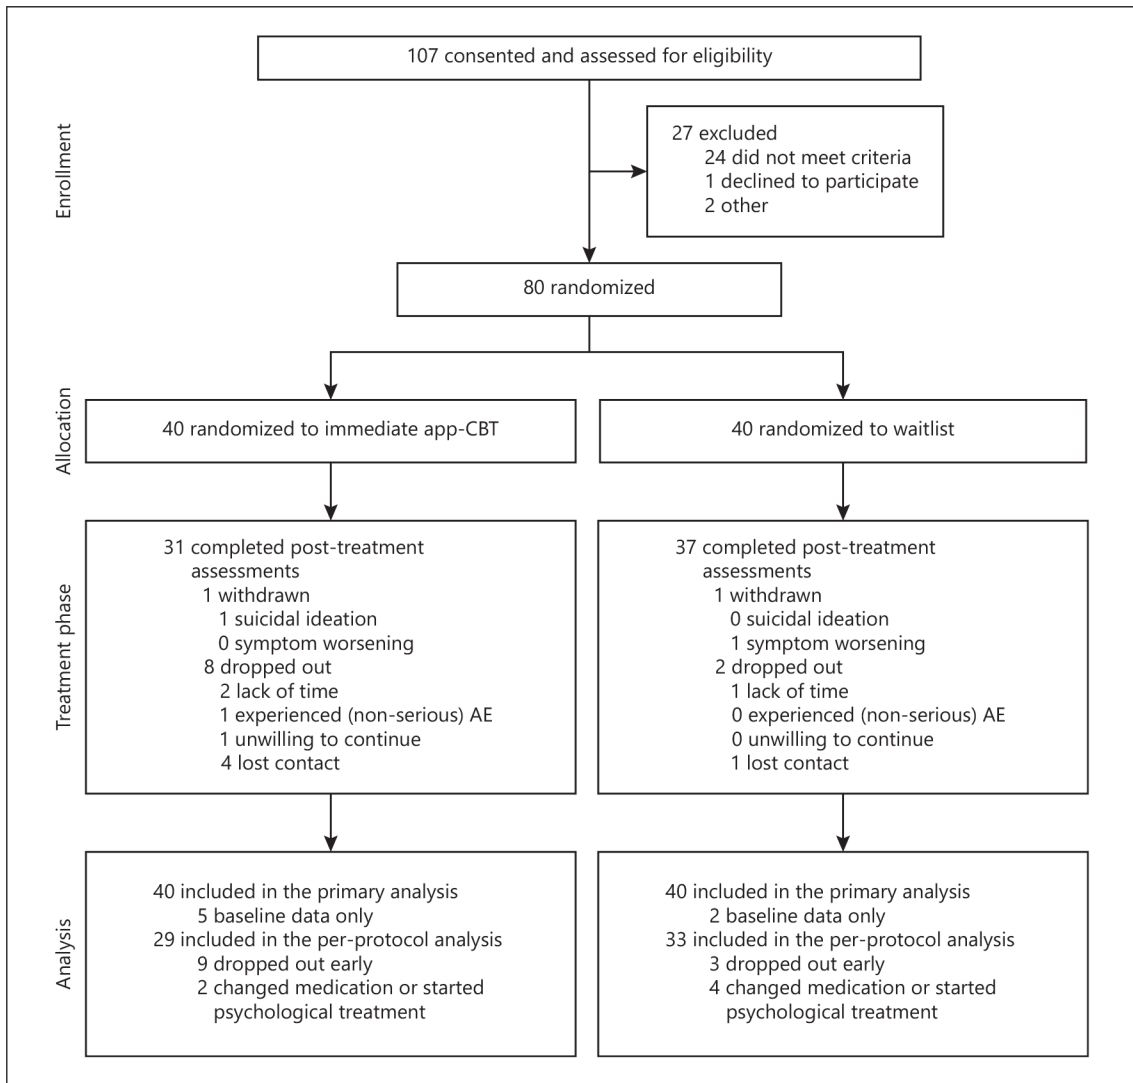 107 consented and assessed for eligibility
Enrollment
27 excluded
24 did not meet criteria
1 declined to participate
2 other
80 randomized
Allocation
40 randomized to immediate app-CBT
40 randomized to waitlist
Treatment phase
31 completed post-treatment
assessments
1 withdrawn
1 suicidal ideation
0 symptom worsening
8 dropped out
2 lack of time
1 experienced (non-serious) AE
1 unwilling to continue
4 lost contact
37 completed post-treatment
assessments
1 withdrawn
0 suicidal ideation
1 symptom worsening
2 dropped out
1 lack of time
0 experienced (non-serious) AE
0 unwilling to continue
1 lost contact
Analysis
40 included in the primary analysis
5 baseline data only
29 included in the per-protocol analysis
9 dropped out early
2 changed medication or started
psychological treatment
40 included in the primary analysis
2 baseline data only
33 included in the per-protocol analysis
3 dropped out early
4 changed medication or started
psychological treatment